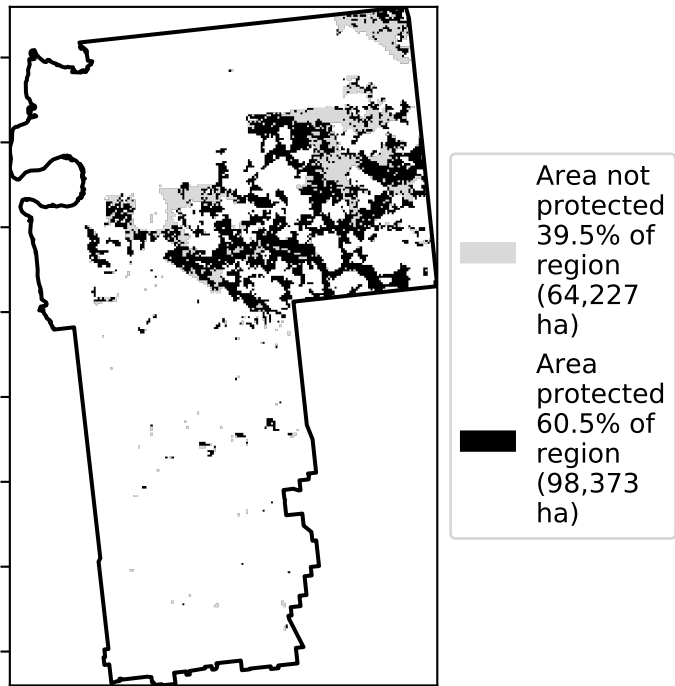 Area not
protected
39.5% of
region
(64,227
ha)
Area
protected
60.5% of
region
(98,373
ha)